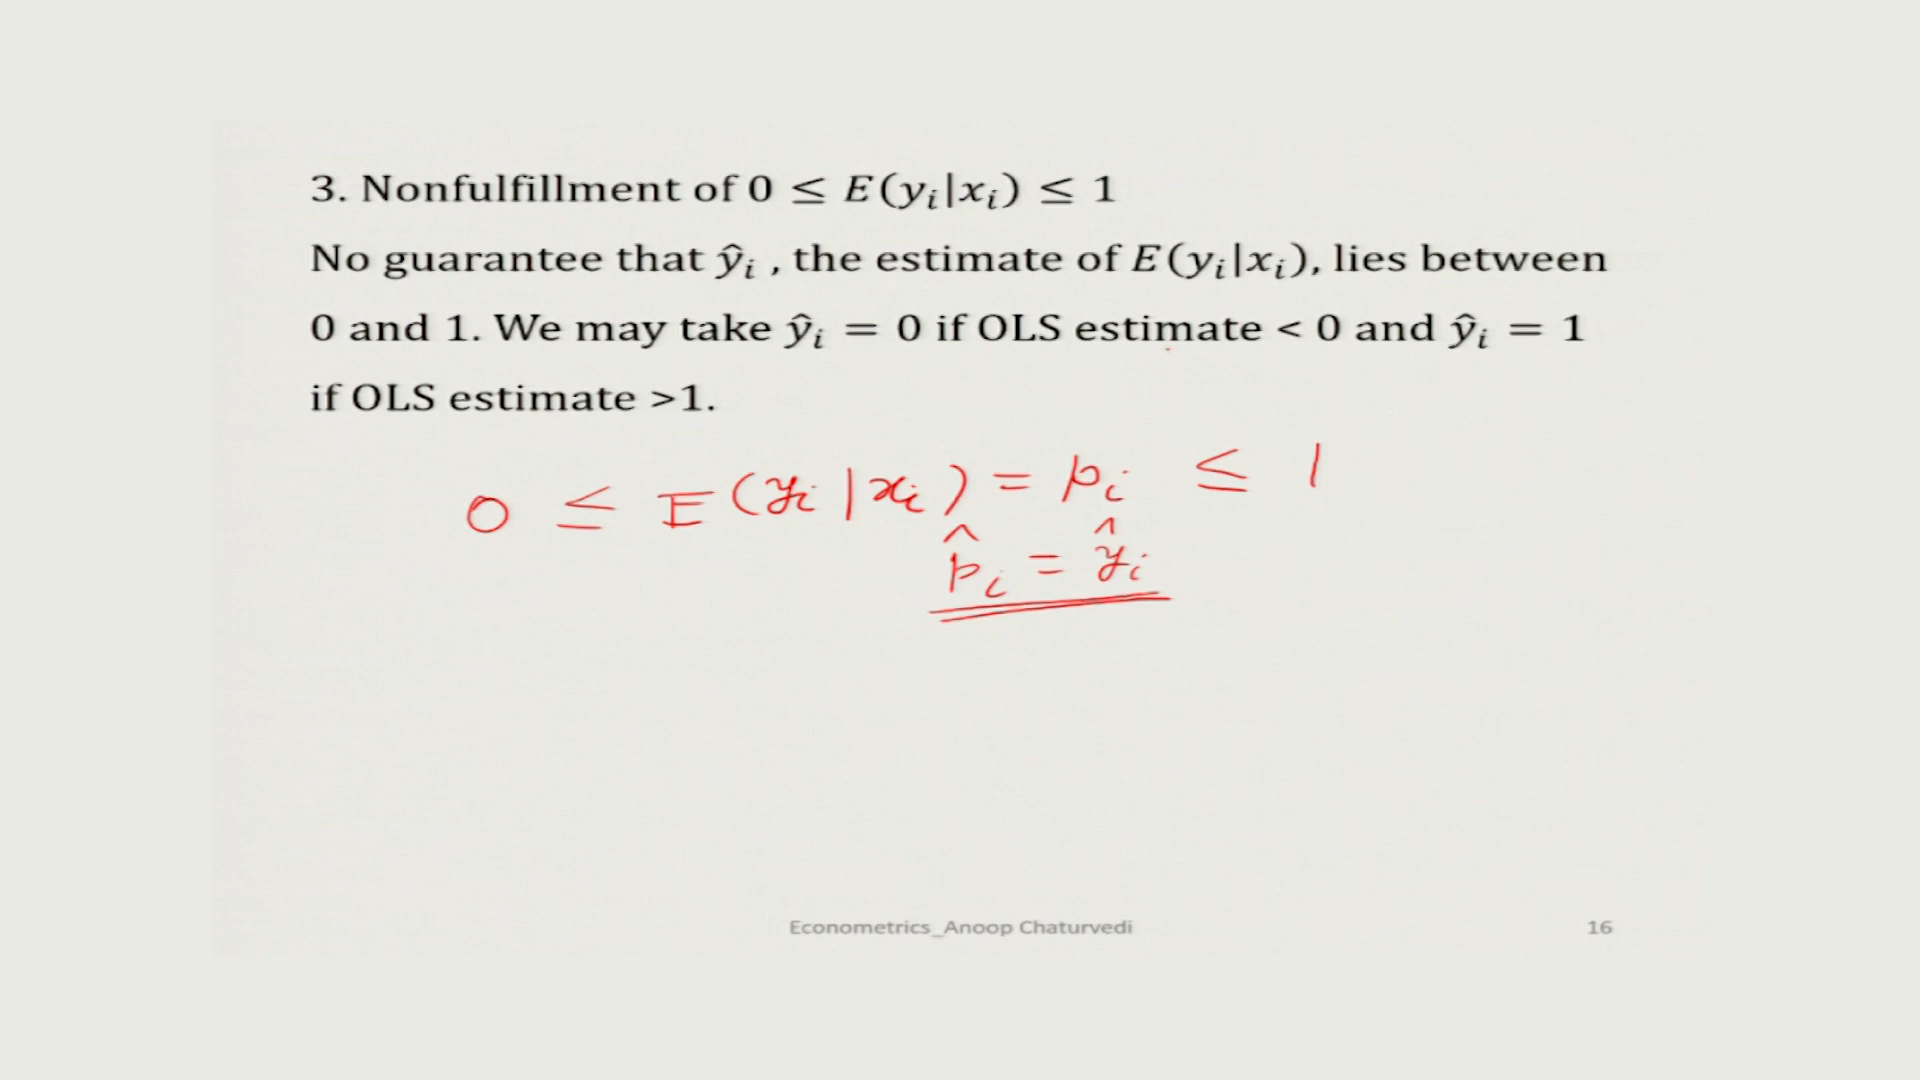 3. Nonfulfillment of 0 ≤ E(yᵢ|xᵢ) ≤ 1
No guarantee that ŷᵢ , the estimate of E(yᵢ|xᵢ), lies between
0 and 1. We may take ŷᵢ = 0 if OLS estimate < 0 and ŷᵢ = 1
if OLS estimate >1.
0 ≤ E(yᵢ|xᵢ) = pᵢ ≤ 1
p̂ᵢ = ŷᵢ
Econometrics_Anoop Chaturvedi 16